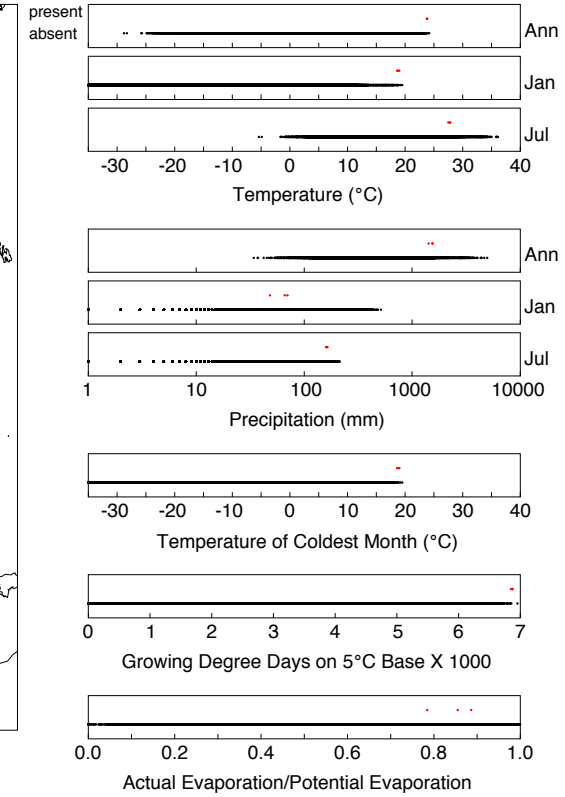 present
absent
Ann
Jan
Jul
-30 -20 -10 0 10 20 30 40
Temperature (°C)
Ann
Jan
Jul
1 10 100 1000 10000
Precipitation (mm)
-30 -20 -10 0 10 20 30 40
Temperature of Coldest Month (°C)
0 1 2 3 4 5 6 7
Growing Degree Days on 5°C Base X 1000
0.0 0.2 0.4 0.6 0.8 1.0
Actual Evaporation/Potential Evaporation